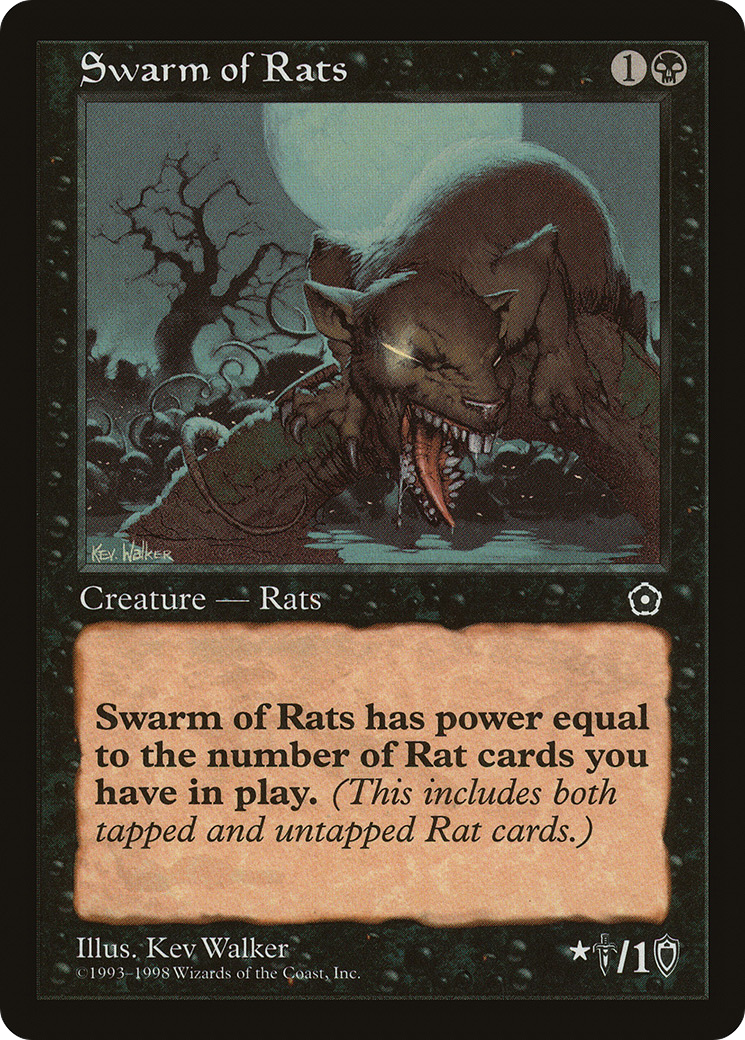 Swarm of Rats 1
Kev. Walker
Creature — Rats
Swarm of Rats has power equal
to the number of Rat cards you
have in play. (This includes both
tapped and untapped Rat cards.)
Illus. Kev Walker
©1993–1998 Wizards of the Coast, Inc.
★/1